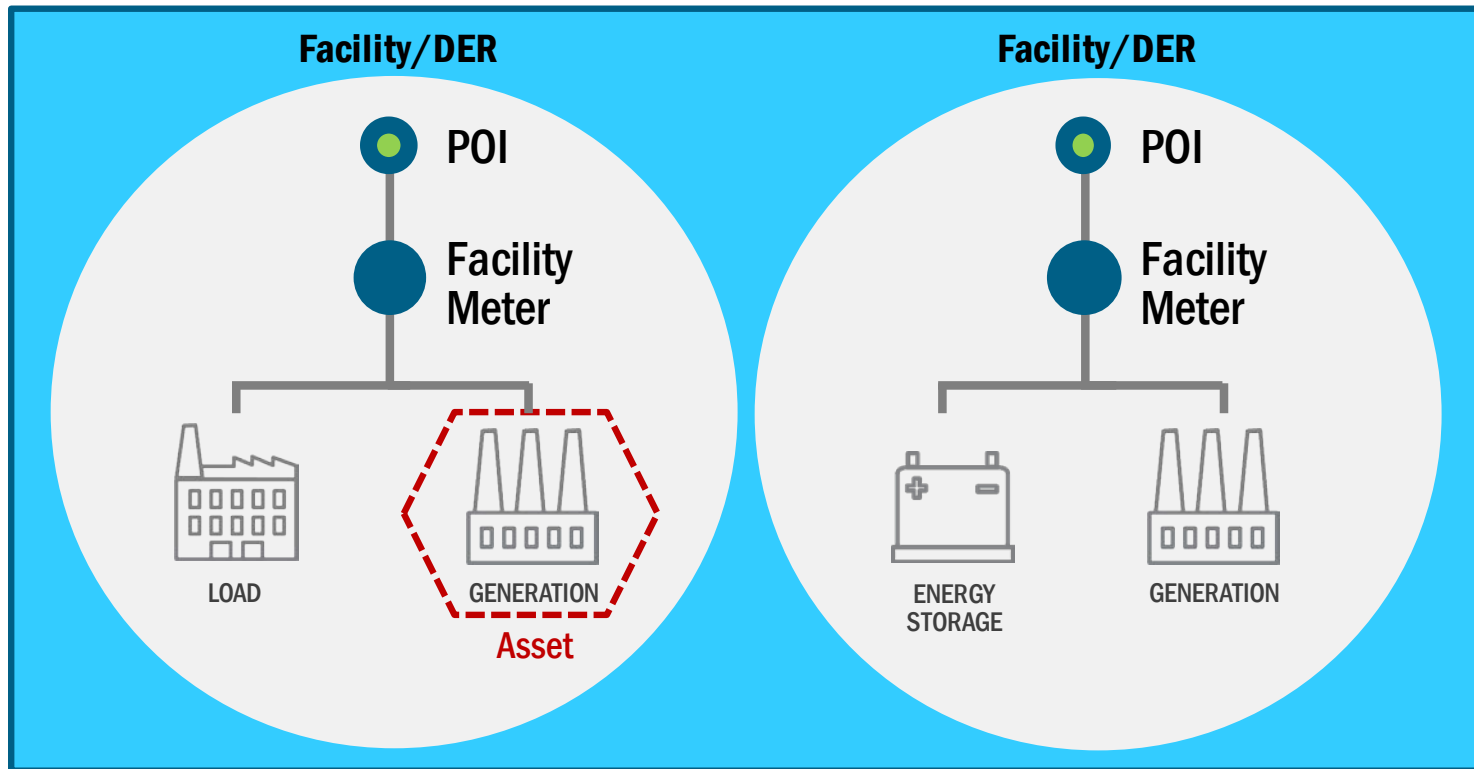 Facility/DER
POI
Facility
Meter
LOAD
GENERATION
Asset
Facility/DER
POI
Facility
Meter
ENERGY
STORAGE
GENERATION